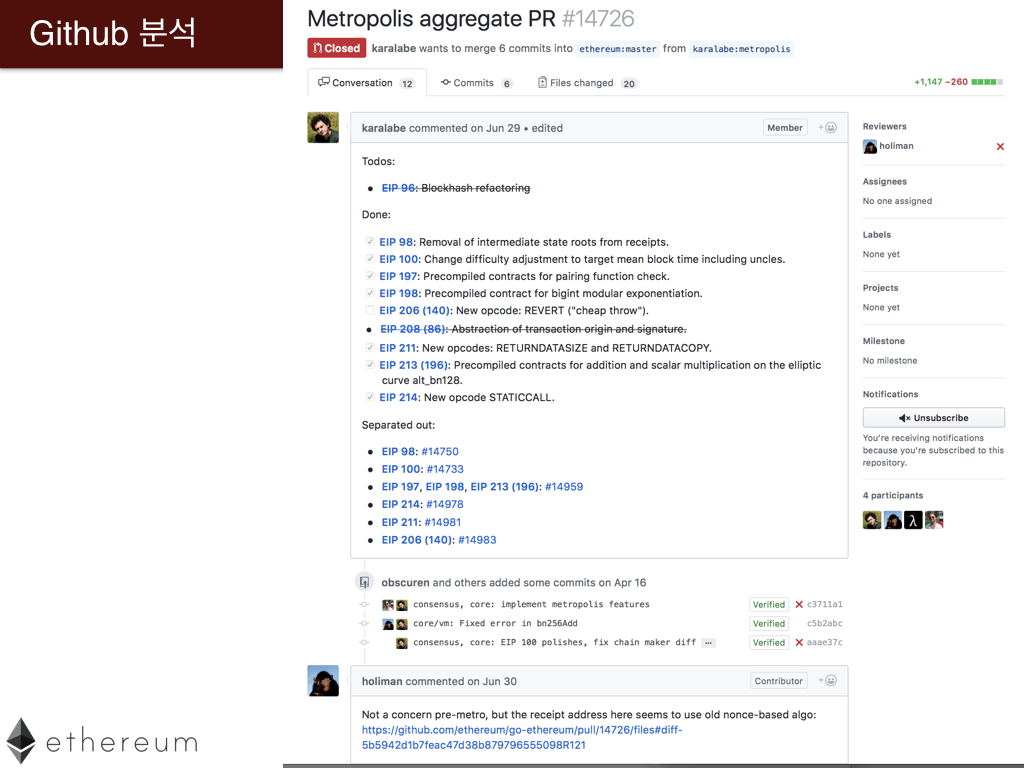 Github 분석
Metropolis aggregate PR #14726
Closed karalabe wants to merge 6 commits into ethereum:master from karalabe:metropolis
Conversation 12 Commits 6 Files changed 20 +1,147 −260
karalabe commented on Jun 29 • edited Member
Todos:
EIP 96: Blockhash refactoring
Done:
EIP 98: Removal of intermediate state roots from receipts.
EIP 100: Change difficulty adjustment to target mean block time including uncles.
EIP 197: Precompiled contracts for pairing function check.
EIP 198: Precompiled contract for bigint modular exponentiation.
EIP 206 (140): New opcode: REVERT ("cheap throw").
EIP 208 (86): Abstraction of transaction origin and signature.
EIP 211: New opcodes: RETURNDATASIZE and RETURNDATACOPY.
EIP 213 (196): Precompiled contracts for addition and scalar multiplication on the elliptic
curve alt_bn128.
EIP 214: New opcode STATICCALL.
Separated out:
EIP 98: #14750
EIP 100: #14733
EIP 197, EIP 198, EIP 213 (196): #14959
EIP 214: #14978
EIP 211: #14981
EIP 206 (140): #14983
obscuren and others added some commits on Apr 16
consensus, core: implement metropolis features Verified c3711a1
core/vm: Fixed error in bn256Add Verified c5b2abc
consensus, core: EIP 100 polishes, fix chain maker diff … Verified aaae37c
holiman commented on Jun 30 Contributor
Not a concern pre-metro, but the receipt address here seems to use old nonce-based algo:
https://github.com/ethereum/go-ethereum/pull/14726/files#diff-
5b5942d1b7feac47d38b879796555098R121
Reviewers
holiman
Assignees
No one assigned
Labels
None yet
Projects
None yet
Milestone
No milestone
Notifications
Unsubscribe
You're receiving notifications
because you're subscribed to this
repository.
4 participants
λ
ethereum